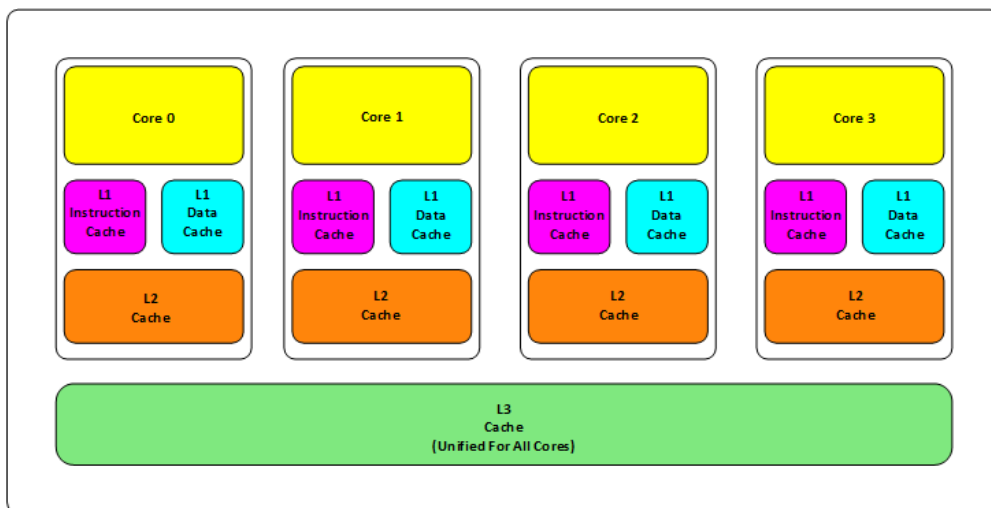 Core 0
Core 1
Core 2
Core 3
L1
Instruction
Cache
L1
Data
Cache
L1
Instruction
Cache
L1
Data
Cache
L1
Instruction
Cache
L1
Data
Cache
L1
Instruction
Cache
L1
Data
Cache
L2
Cache
L2
Cache
L2
Cache
L2
Cache
L3
Cache
(Unified For All Cores)